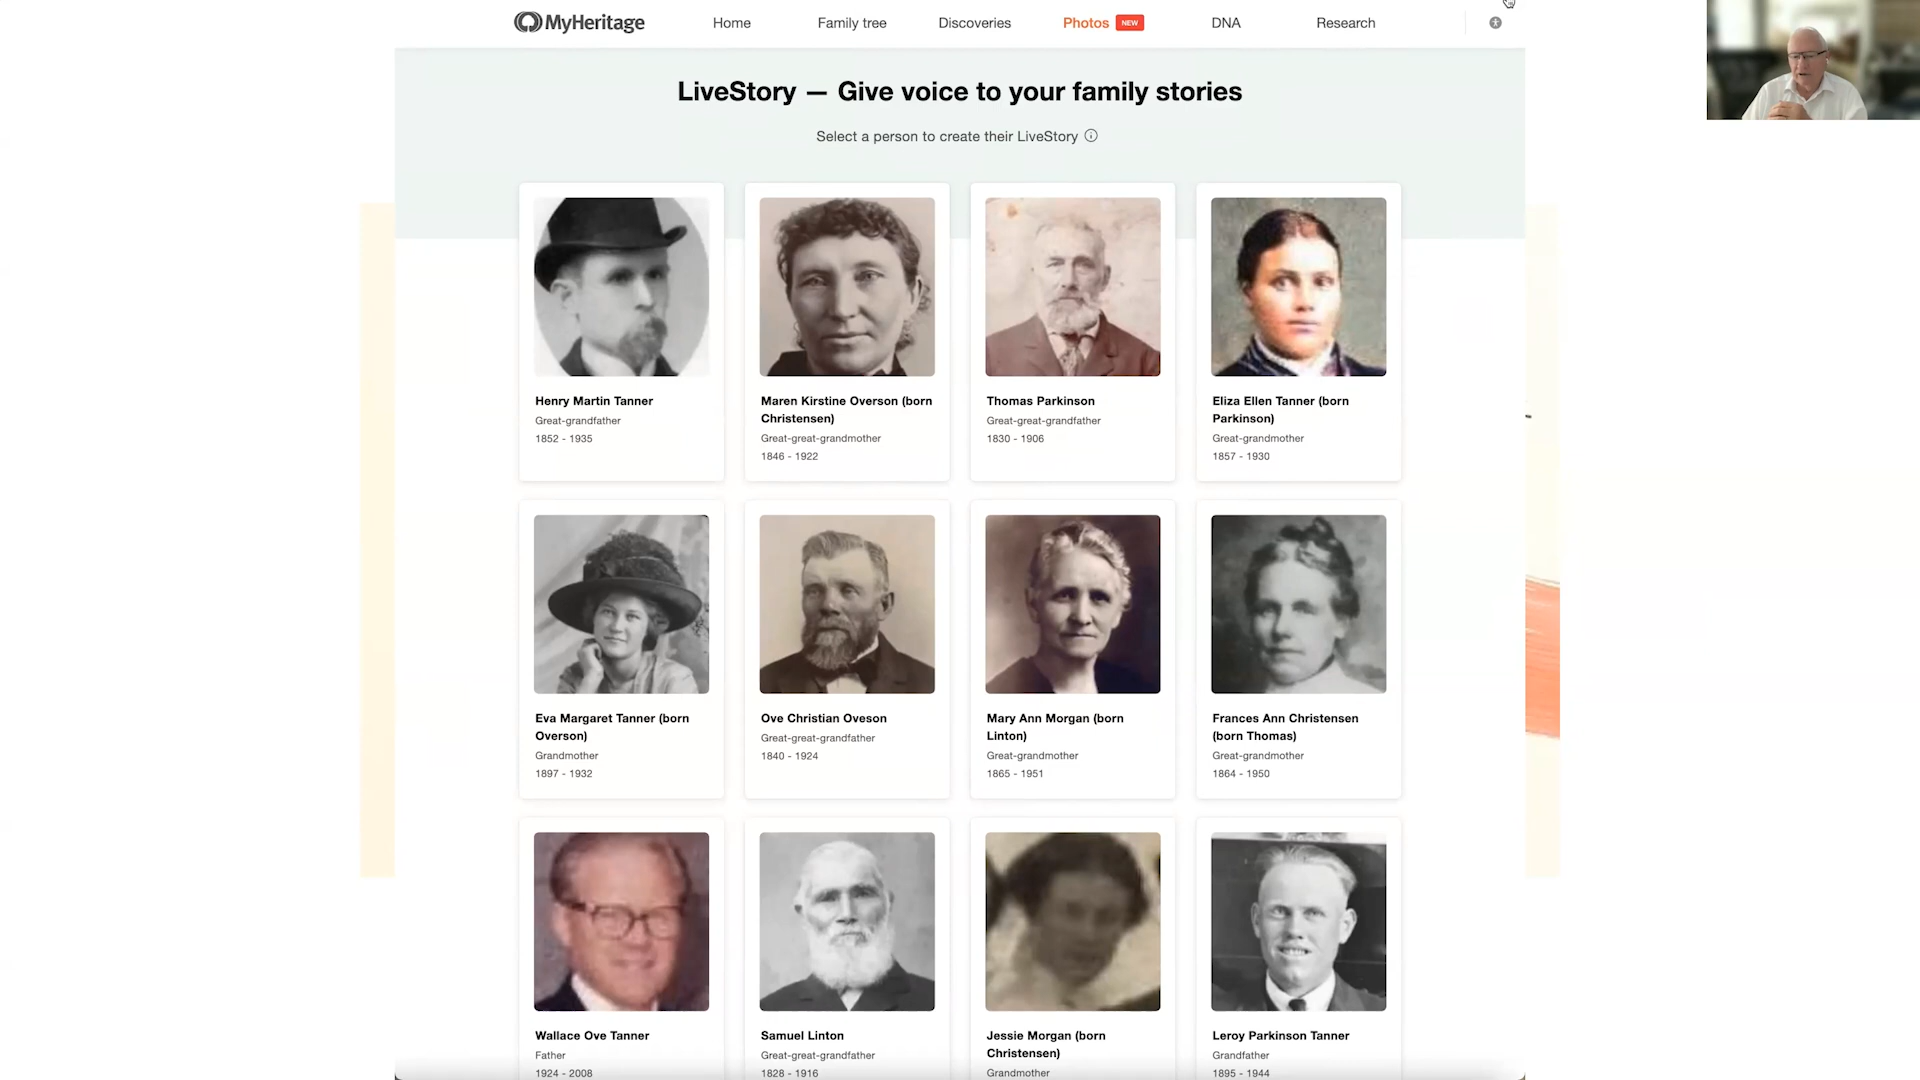 MyHeritage
Home
Family tree
Discoveries
Photos NEW
DNA
Research
LiveStory — Give voice to your family stories
Select a person to create their LiveStory
Henry Martin Tanner
Great-grandfather
1852 - 1935
Maren Kirstine Overson (born
Christensen)
Great-great-grandmother
1846 - 1922
Thomas Parkinson
Great-great-grandfather
1830 - 1906
Eliza Ellen Tanner (born
Parkinson)
Great-grandmother
1857 - 1930
Eva Margaret Tanner (born
Overson)
Grandmother
1897 - 1932
Ove Christian Oveson
Great-great-grandfather
1840 - 1924
Mary Ann Morgan (born
Linton)
Great-grandmother
1865 - 1951
Frances Ann Christensen
(born Thomas)
Great-grandmother
1864 - 1950
Wallace Ove Tanner
Father
1924 - 2008
Samuel Linton
Great-great-grandfather
1828 - 1916
Jessie Morgan (born
Christensen)
Grandmother
Leroy Parkinson Tanner
Grandfather
1895 - 1944